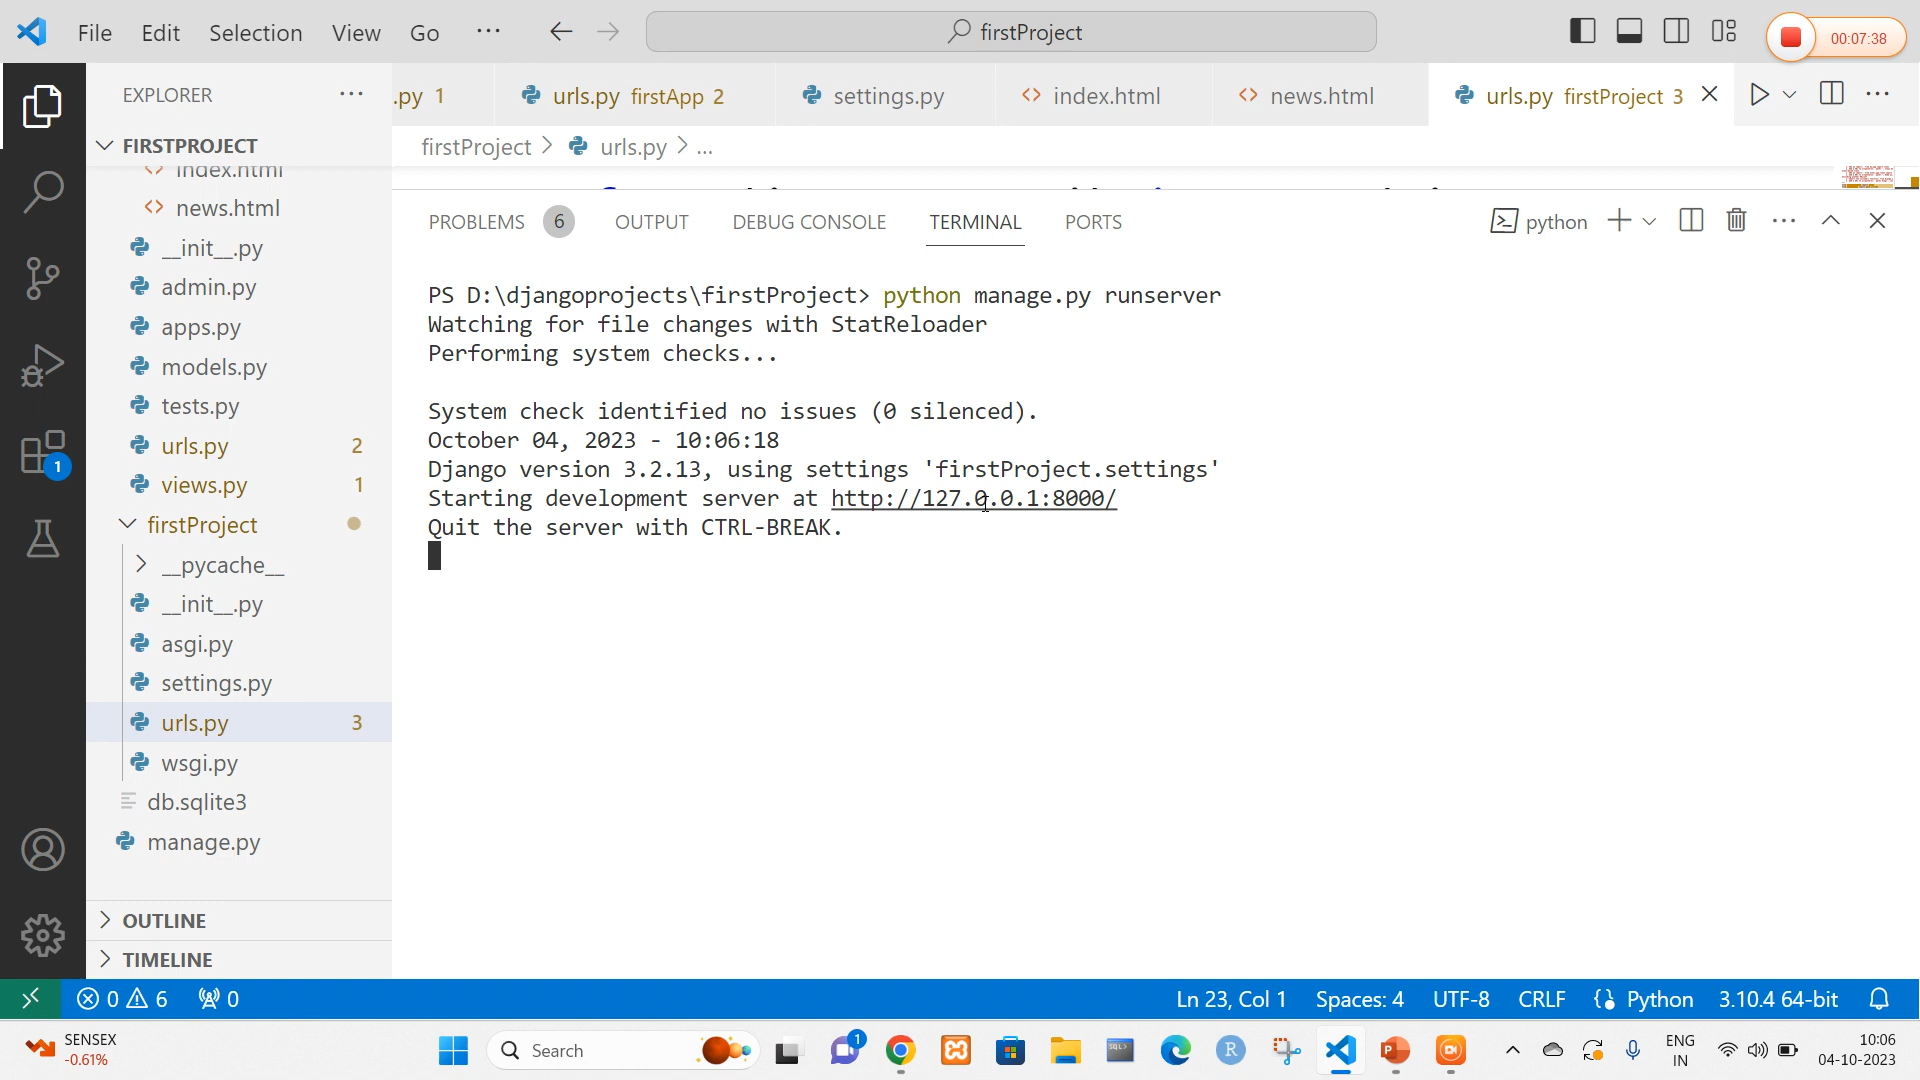 File Edit Selection View Go ··· firstProject 00:07:38
EXPLORER ···
.py 1 urls.py firstApp 2 settings.py index.html news.html urls.py firstProject 3
FIRSTPROJECT
firstProject > urls.py > ...
index.html
news.html
__init__.py
admin.py
apps.py
models.py
tests.py
urls.py 2
views.py 1
firstProject
__pycache__
__init__.py
asgi.py
settings.py
urls.py 3
wsgi.py
db.sqlite3
manage.py
OUTLINE
TIMELINE
PROBLEMS 6 OUTPUT DEBUG CONSOLE TERMINAL PORTS python
PS D:\djangoprojects\firstProject> python manage.py runserver
Watching for file changes with StatReloader
Performing system checks...
System check identified no issues (0 silenced).
October 04, 2023 - 10:06:18
Django version 3.2.13, using settings 'firstProject.settings'
Starting development server at http://127.0.0.1:8000/
Quit the server with CTRL-BREAK.
1
0 6 0 Ln 23, Col 1 Spaces: 4 UTF-8 CRLF Python 3.10.4 64-bit
SENSEX
-0.61%
Search
1
ENG
IN
10:06
04-10-2023